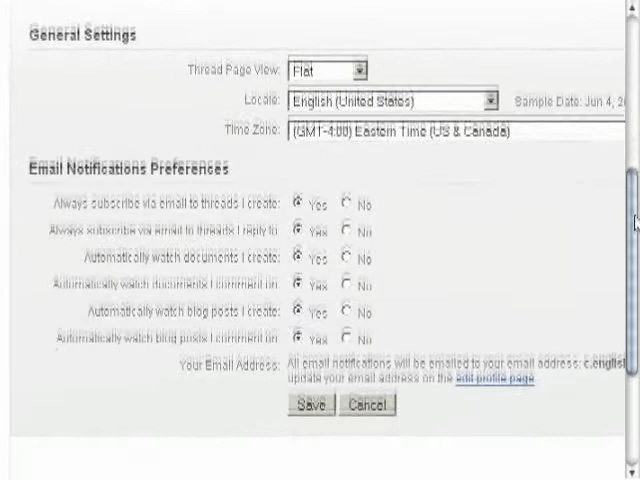 General Settings
Thread Page View: Flat
Locale: English (United States) Sample Date: Jun 4,
Time Zone: (GMT-4:00) Eastern Time (US & Canada)
Email Notifications Preferences
Always subscribe via email to threads I create: Yes No
Always subscribe via email to threads I reply to: Yes No
Automatically watch documents I create: Yes No
Automatically watch documents I comment on: Yes No
Automatically watch blog posts I create: Yes No
Automatically watch blog posts I comment on: Yes No
Your Email Address: All email notifications will be emailed to your email address: c.english
update your email address on the edit profile page.
Save Cancel